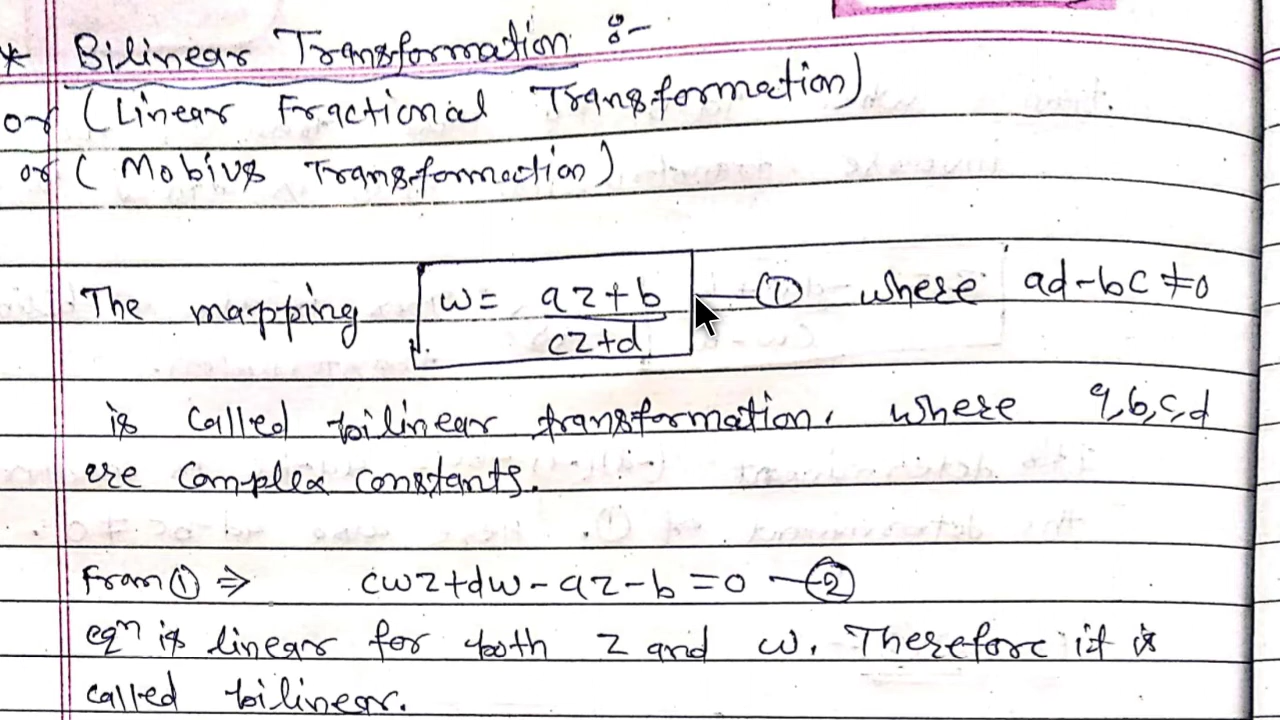 * Bilinear Transformation :-
or (Linear Fractional Transformation)
or (Mobius Transformation)
The mapping w = az+b/cz+d —① where ad-bc≠0
is called bilinear transformation. where a,b,c,d
are complex constants.
From ① ⇒ cwz+dw-az-b=0 —②
eqⁿ is linear for both z and w. Therefore it is
called bilinear.